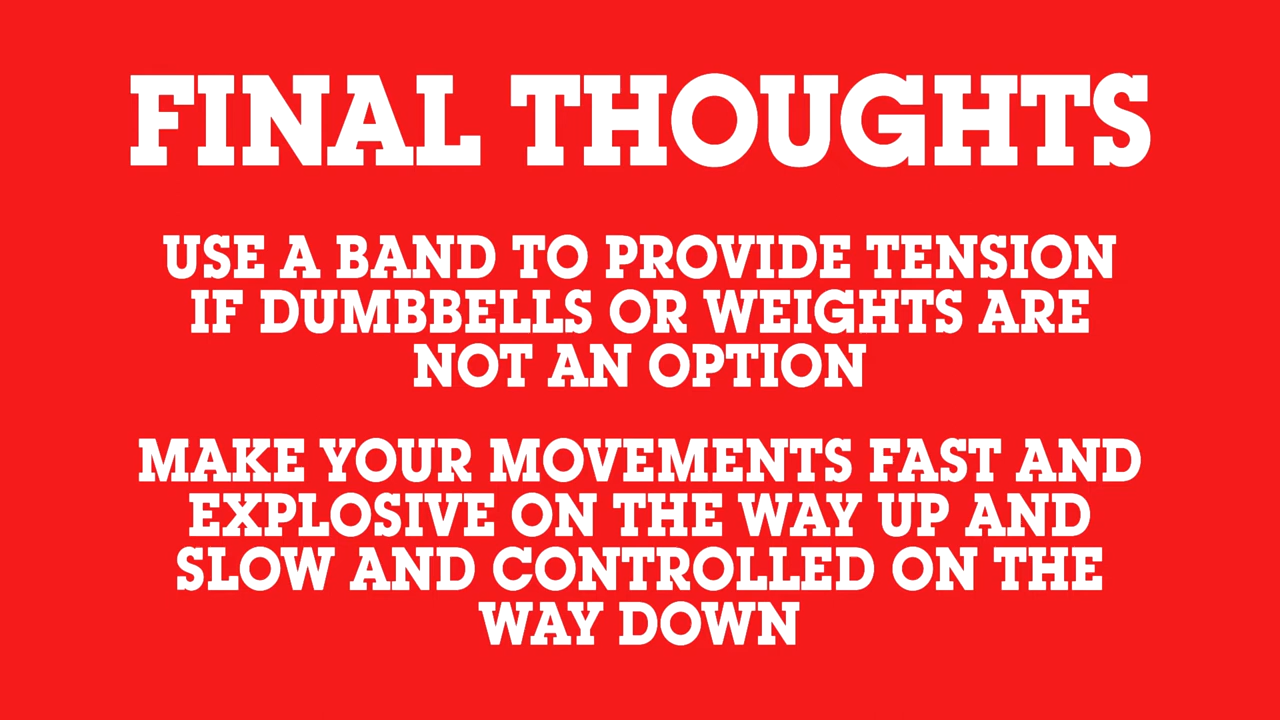 FINAL THOUGHTS
USE A BAND TO PROVIDE TENSION
IF DUMBBELLS OR WEIGHTS ARE
NOT AN OPTION
MAKE YOUR MOVEMENTS FAST AND
EXPLOSIVE ON THE WAY UP AND
SLOW AND CONTROLLED ON THE
WAY DOWN